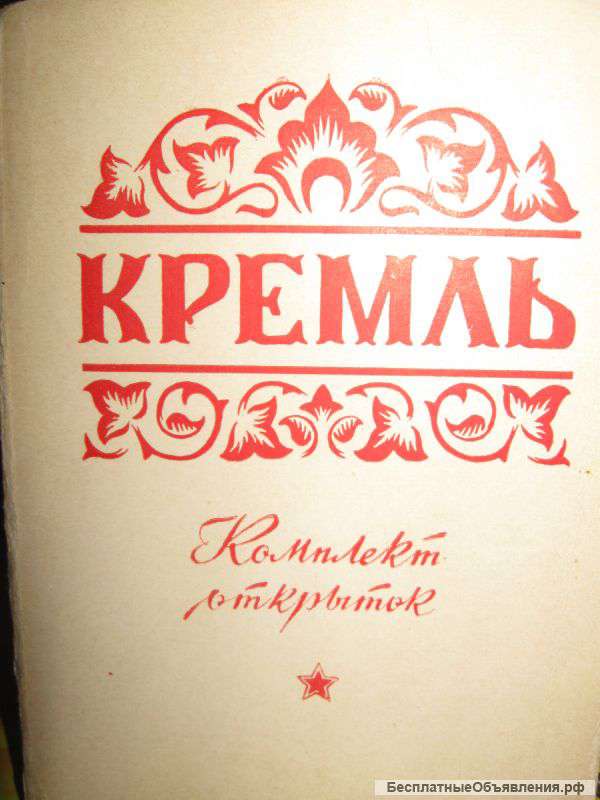 КРЕМЛЬ
Комплект
открыток
БесплатныеОбъявления.рф